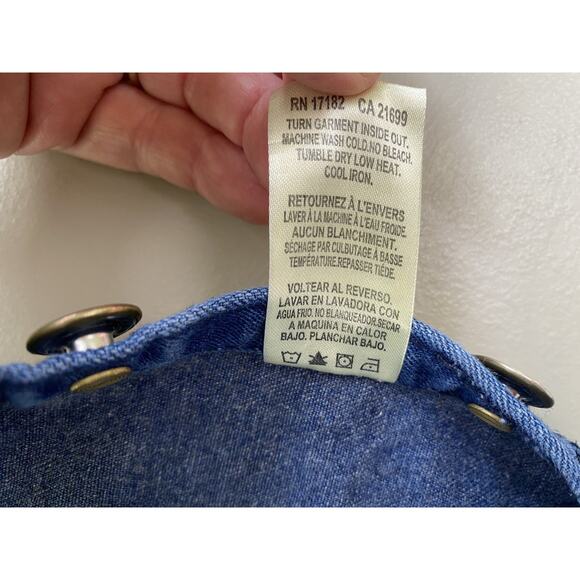 RN 17182 CA 21699
TURN GARMENT INSIDE OUT.
MACHINE WASH COLD.NO BLEACH.
TUMBLE DRY LOW HEAT.
COOL IRON.
RETOURNEZ À L'ENVERS
LAVER À LA MACHINE À L'EAU FROIDE.
AUCUN BLANCHIMENT.
SÉCHAGE PAR CULBUTAGE À BASSE
TEMPÉRATURE.REPASSER TIÉDE.
VOLTEAR AL REVERSO.
LAVAR EN LAVADORA CON
AGUA FRIO. NO BLANQUEADOR.SECAR
A MAQUINA EN CALOR
BAJO. PLANCHAR BAJO.